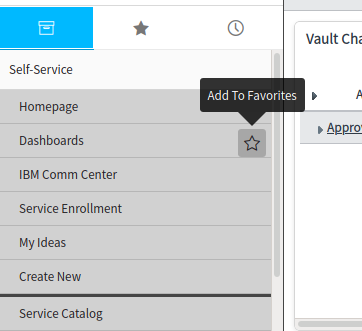 Self-Service
Vault Cha
Add To Favorites
A
Homepage
Approv
Dashboards
IBM Comm Center
Service Enrollment
My Ideas
Create New
Service Catalog